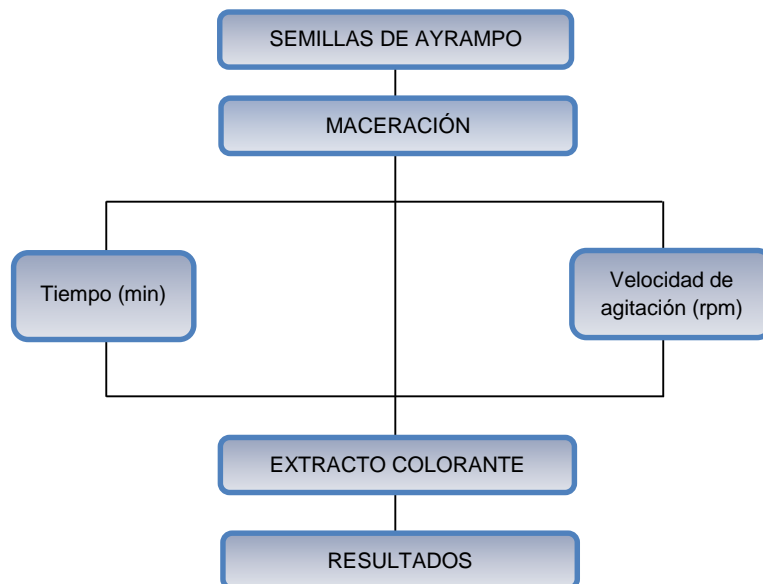 SEMILLAS DE AYRAMPO
MACERACIÓN
Tiempo (min)
Velocidad de
agitación (rpm)
EXTRACTO COLORANTE
RESULTADOS